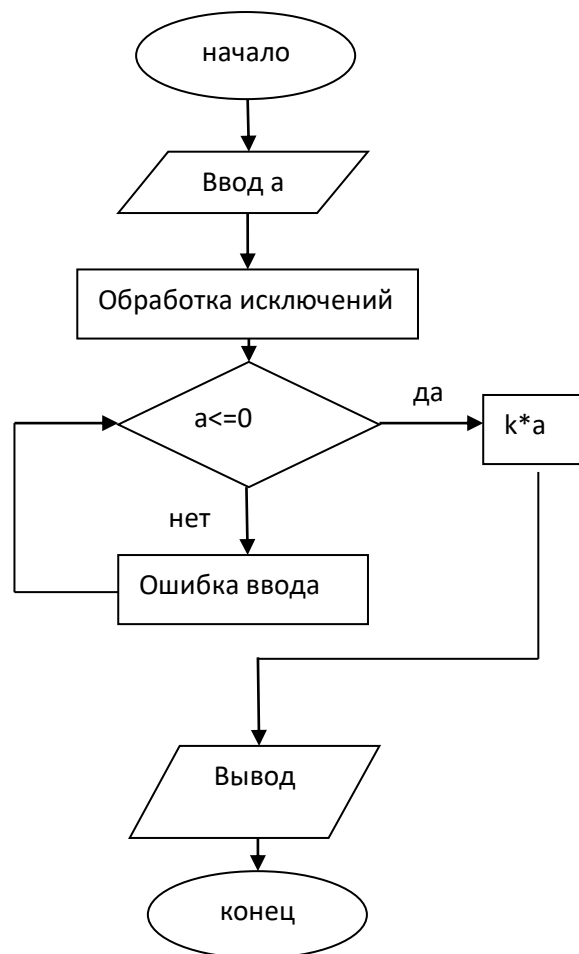 начало
Ввод а
Обработка исключений
a<=0
да
k*a
нет
Ошибка ввода
Вывод
конец